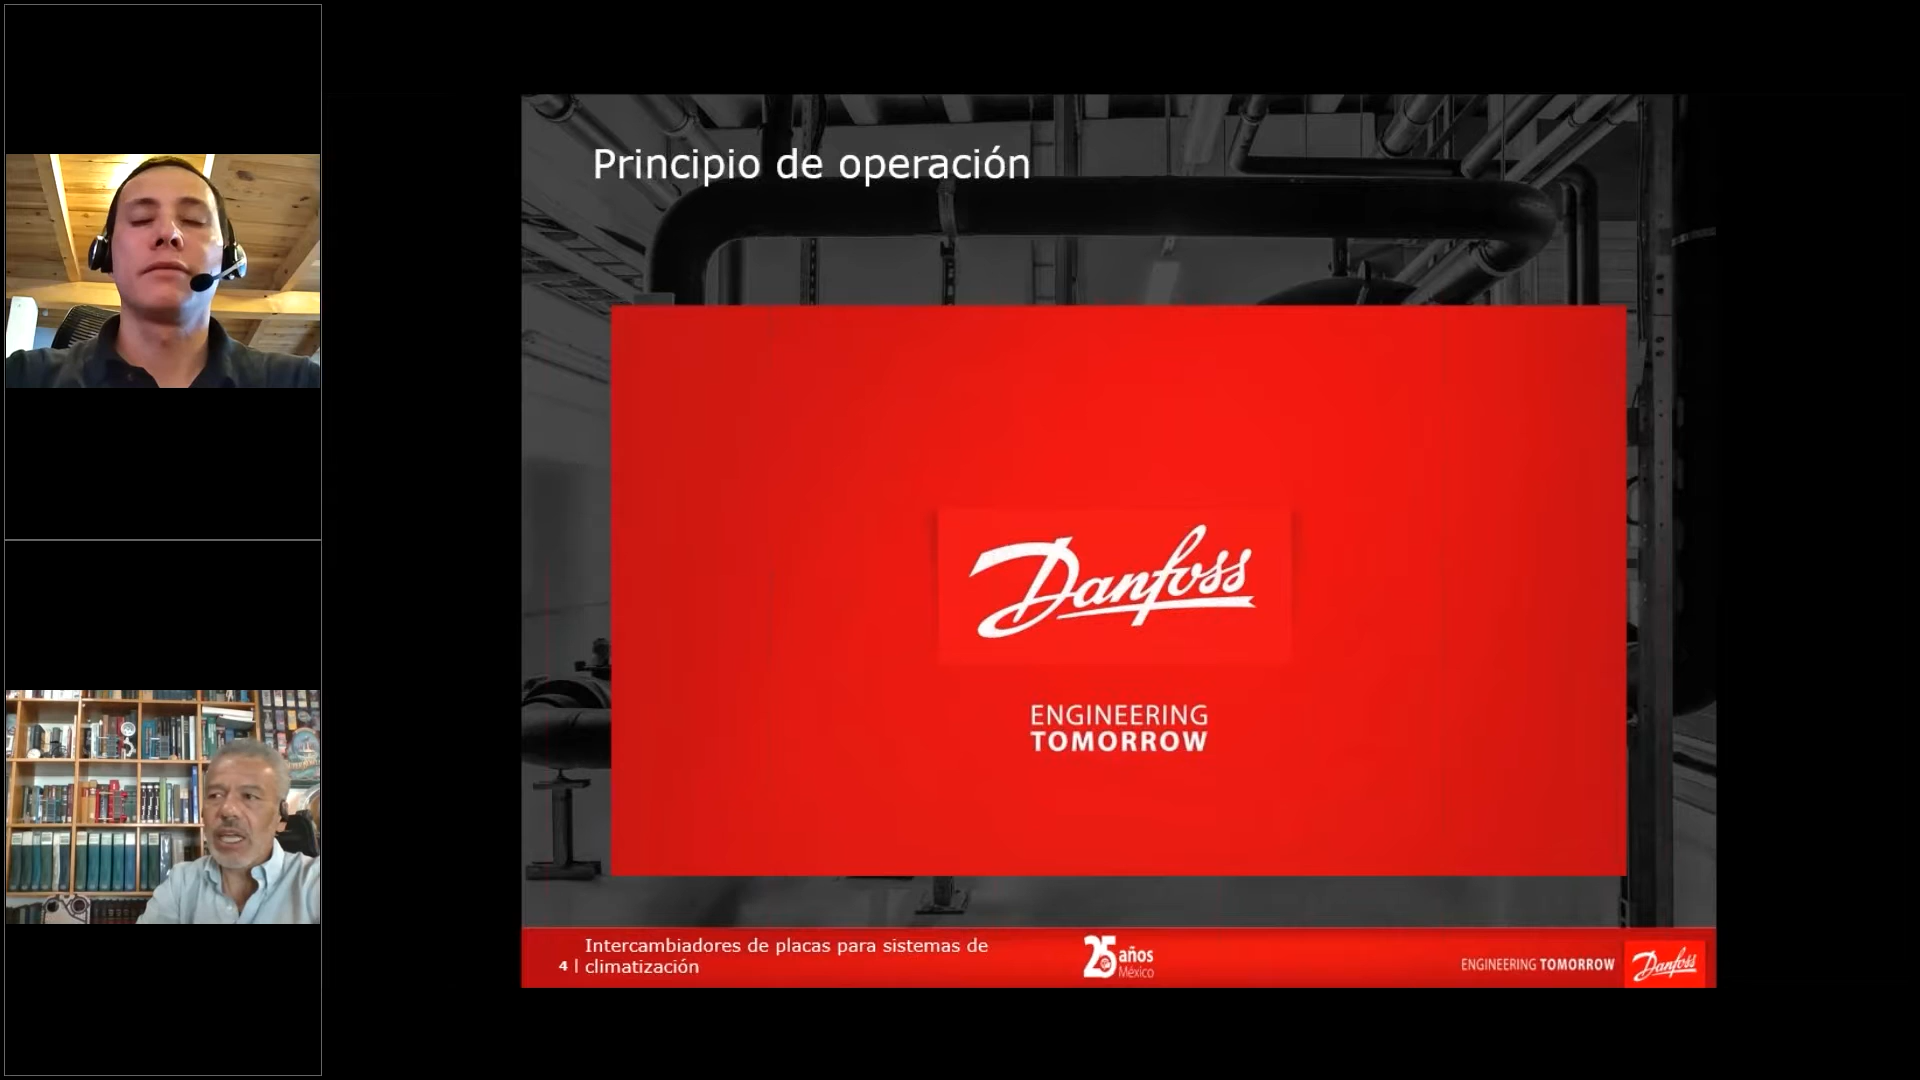 Principio de operación
Danfoss
ENGINEERING
TOMORROW
Intercambiadores de placas para sistemas de
4 | climatización
25 años
México
ENGINEERING TOMORROW
Danfoss